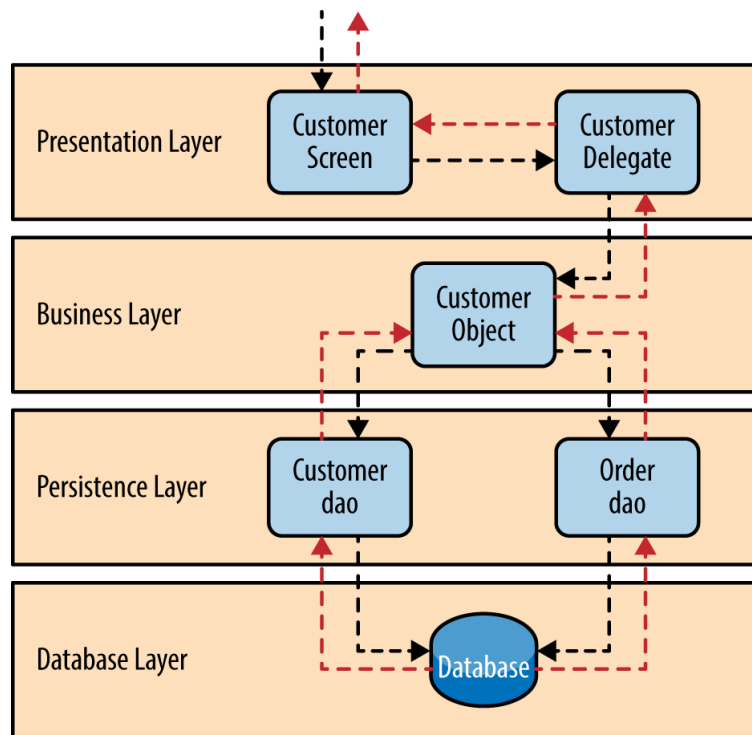 Presentation Layer
Customer
Screen
Customer
Delegate
Business Layer
Customer
Object
Persistence Layer
Customer
dao
Order
dao
Database Layer
Database